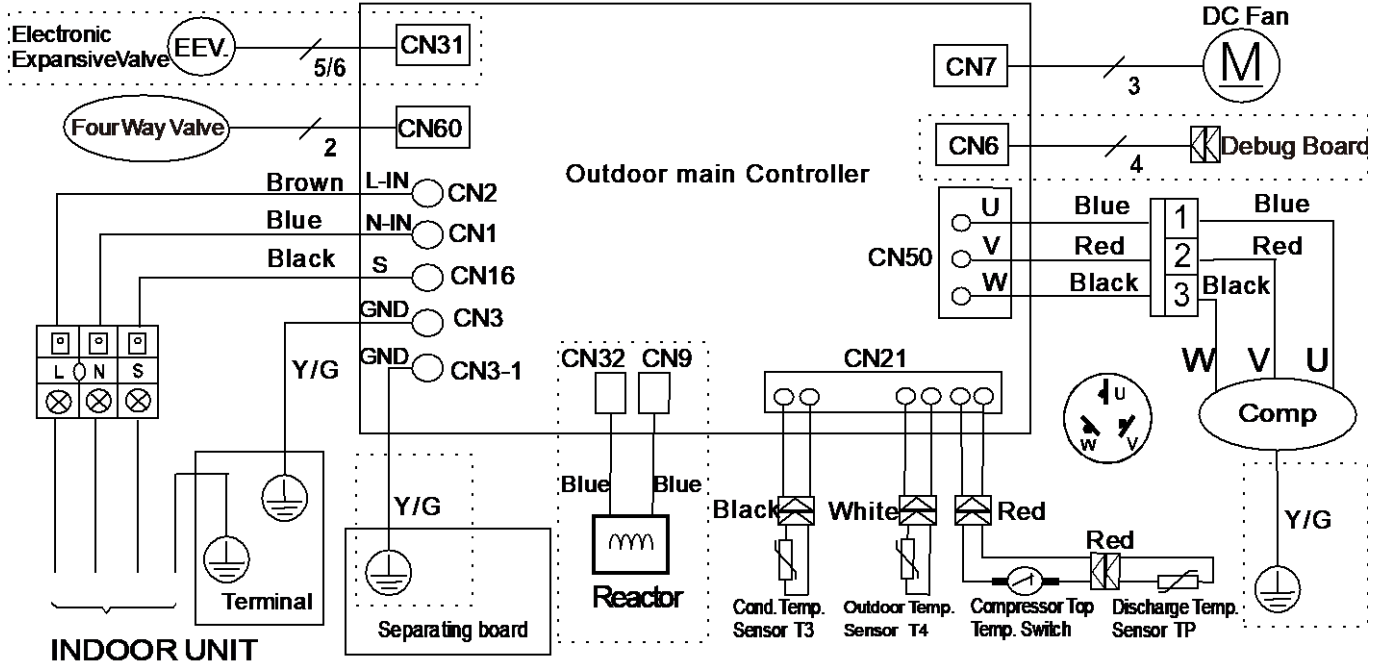 Electronic
ExpansiveValve
EEV.
5/6
CN31
Four Way Valve
2
CN60
Brown
L-IN
CN2
Blue
N-IN
CN1
Black
S
CN16
GND
CN3
GND
CN3-1
Y/G
L
N
S
Terminal
INDOOR UNIT
Y/G
Separating board
Outdoor main Controller
CN32
CN9
Blue
Blue
Reactor
CN7
3
DC Fan
M
CN6
4
Debug Board
CN50
U
V
W
Blue
Red
Black
1
2
3
Blue
Red
Black
W
V
U
Comp
U
W
V
Y/G
CN21
Black
White
Red
Red
Cond. Temp.
Sensor T3
Outdoor Temp.
Sensor T4
Compressor Top
Temp. Switch
Discharge Temp.
Sensor TP